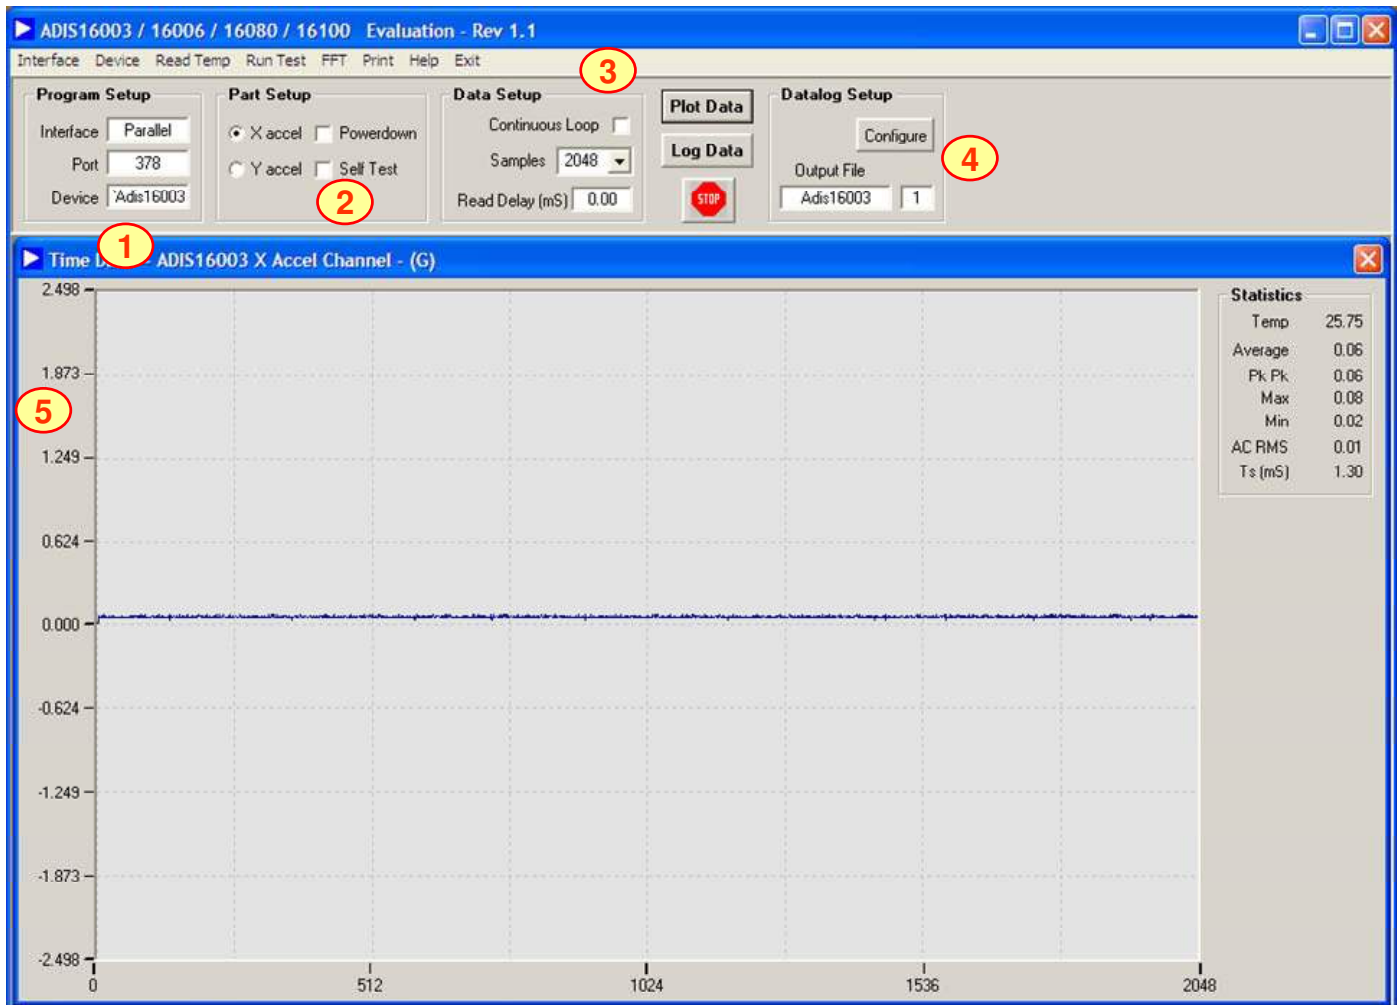 ADIS16003 / 16006 / 16080 / 16100 Evaluation - Rev 1.1
Interface Device Read Temp Run Test FFT Print Help Exit
3
Program Setup
Interface Parallel
Port 378
Device 'Adis16003
1
Part Setup
X accel Powerdown
Y accel Self Test
2
Data Setup
Continuous Loop
Samples 2048
Read Delay (mS) 0.00
Plot Data
Log Data
STOP
Datalog Setup
Configure
4
Output File
Adis16003 1
Time - ADIS16003 X Accel Channel - (G)
2.498
1.873
5
1.249
0.624
0.000
-0.624
-1.249
-1.873
-2.498
0 512 1024 1536 2048
Statistics
Temp 25.75
Average 0.06
Pk Pk 0.06
Max 0.08
Min 0.02
AC RMS 0.01
Ts (mS) 1.30